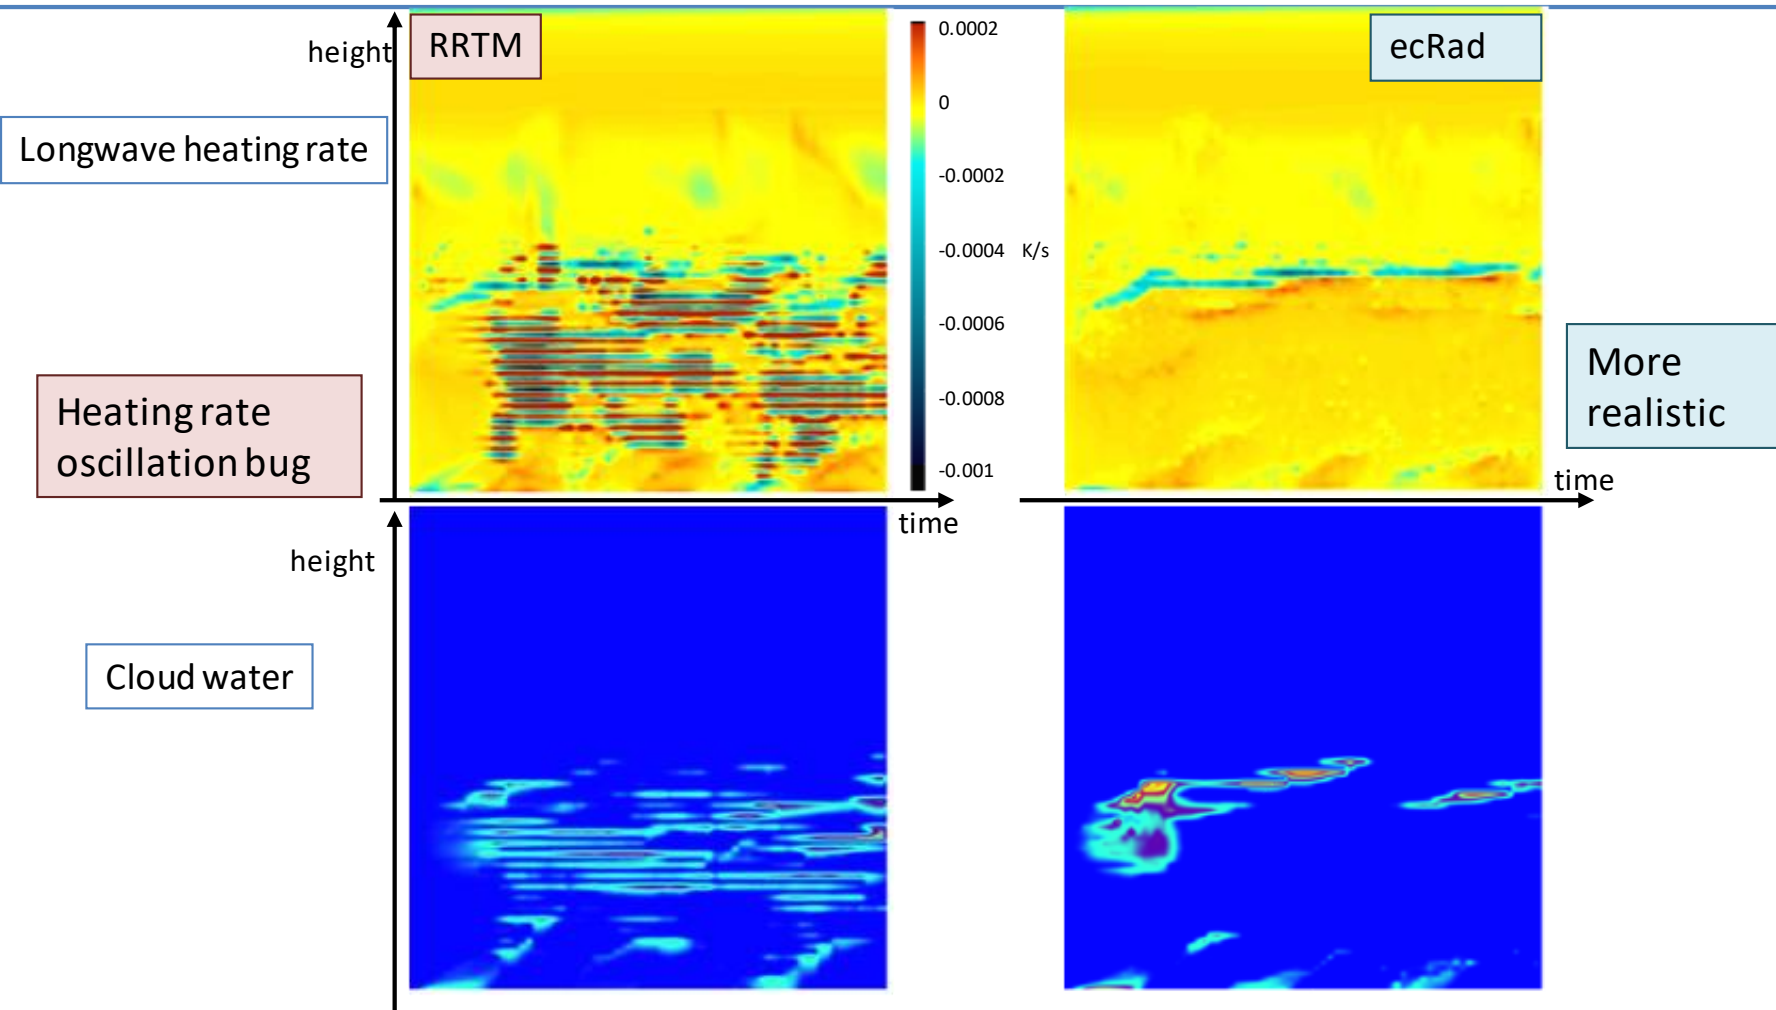 height
RRTM
0.0002
ecRad
0
Longwave heating rate
-0.0002
-0.0004 K/s
-0.0006
More
realistic
Heating rate
oscillation bug
-0.0008
-0.001
time
time
height
Cloud water